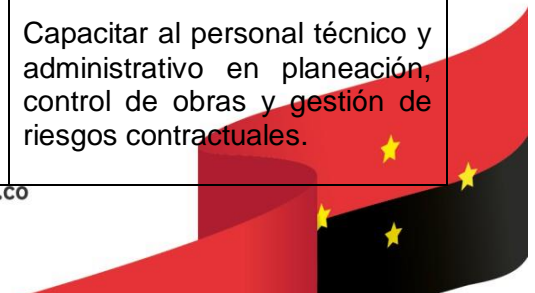 Capacitar al personal técnico y
administrativo en planeación,
control de obras y gestión de
riesgos contractuales.
.co